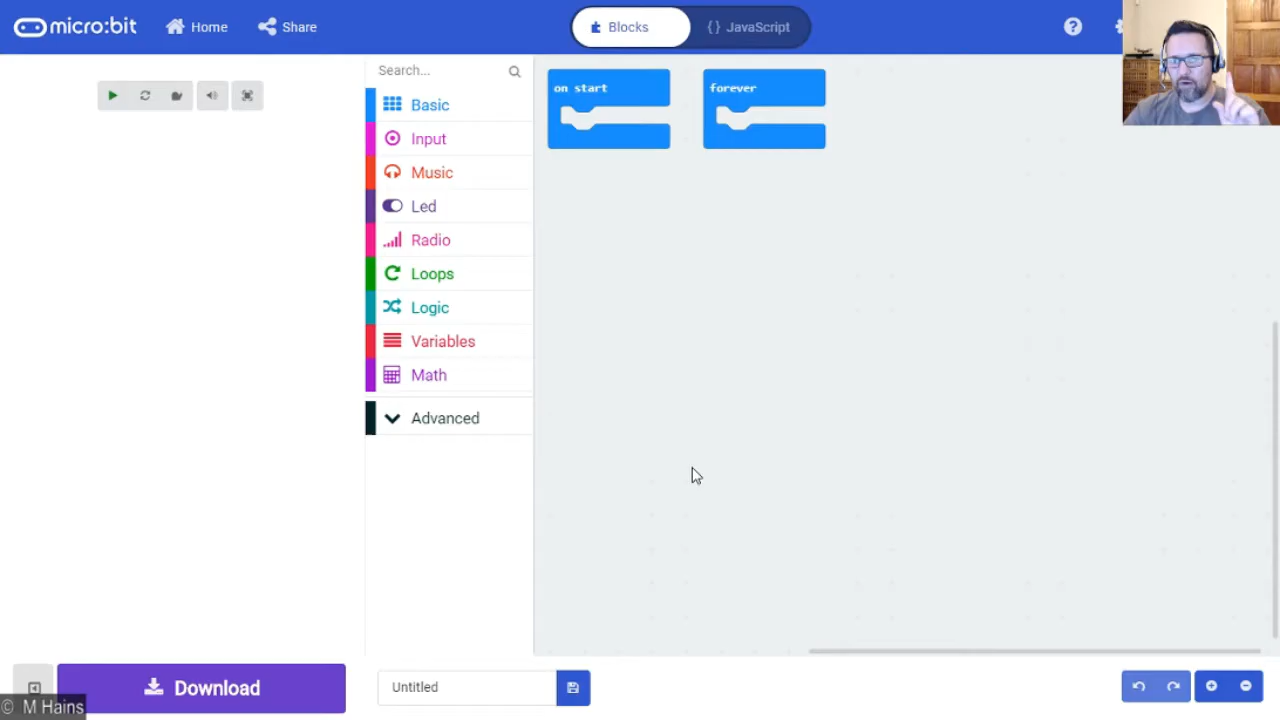 micro:bit
Home
Share
Blocks
{ } JavaScript
?
Search...
Basic
Input
Music
Led
Radio
Loops
Logic
Variables
Math
Advanced
on start
forever
Download
Untitled
© M Hains